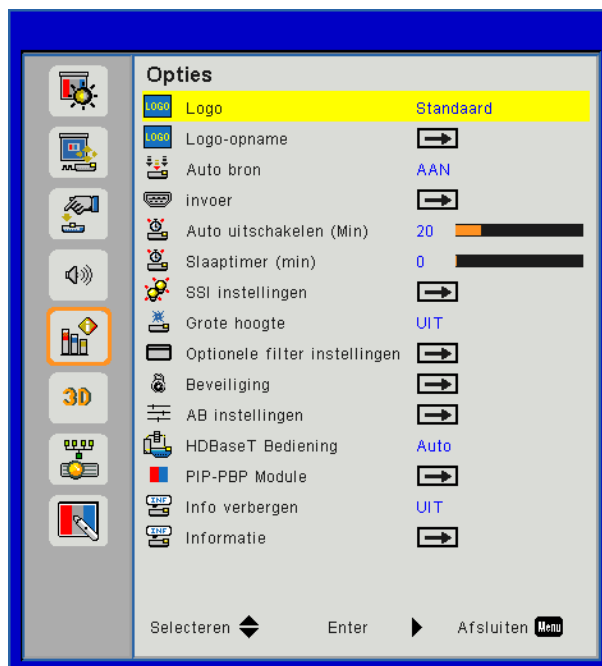 Opties
LOGO Logo Standaard
LOGO Logo-opname
Auto bron AAN
invoer
Auto uitschakelen (Min) 20
Slaaptimer (min) 0
SSI instellingen
Grote hoogte UIT
Optionele filter instellingen
Beveiliging
3D
AB instellingen
HDBaseT Bediening Auto
PIP-PBP Module
INF Info verbergen UIT
INF Informatie
Selecteren Enter Afsluiten Menu